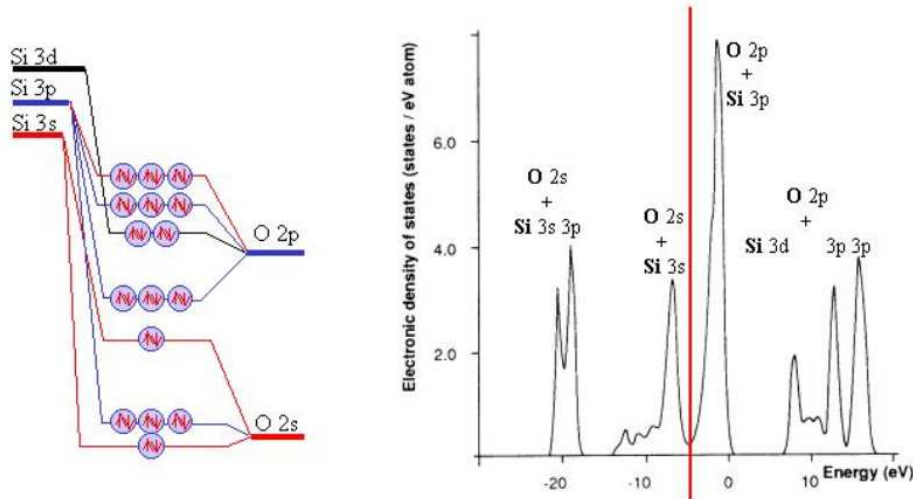 Si 3d
Si 3p
Si 3s
O 2p
O 2s
Electronic density of states (states / eV atom)
8.0
6.0
4.0
2.0
O 2s
+
Si 3s 3p
O 2s
+
Si 3s
O 2p
+
Si 3p
O 2p
+
Si 3d 3p 3p
-20
-10
0
10
Energy (eV)